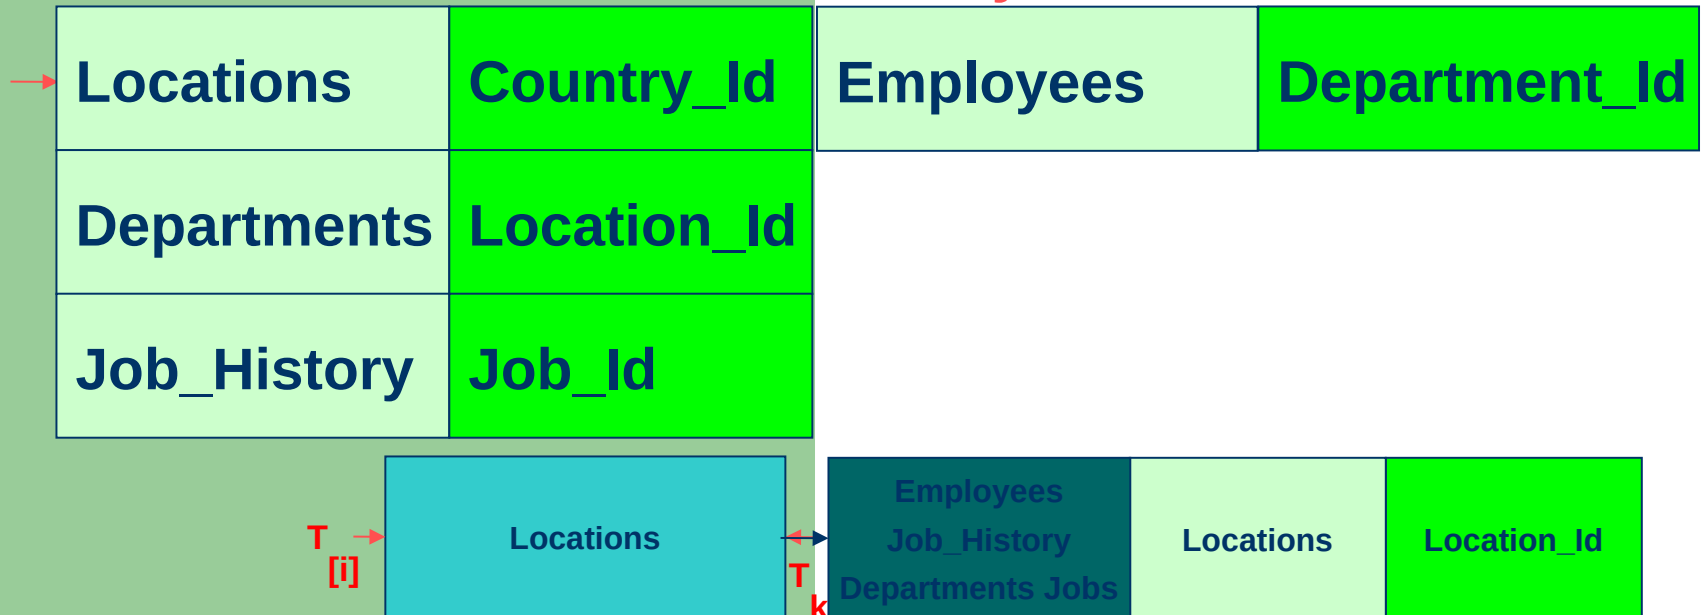 Locations Country_Id Employees Department_Id
Departments Location_Id
Job_History Job_Id
Employees
T [i] Locations Job_History Locations Location_Id
T k Departments Jobs